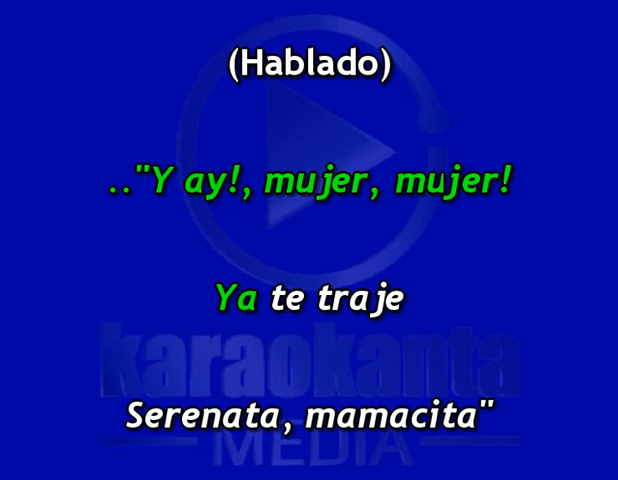 (Hablado)
.."Y ay!, mujer, mujer!
Ya te traje
karaokanta
Serenata, mamacita"
MEDIA